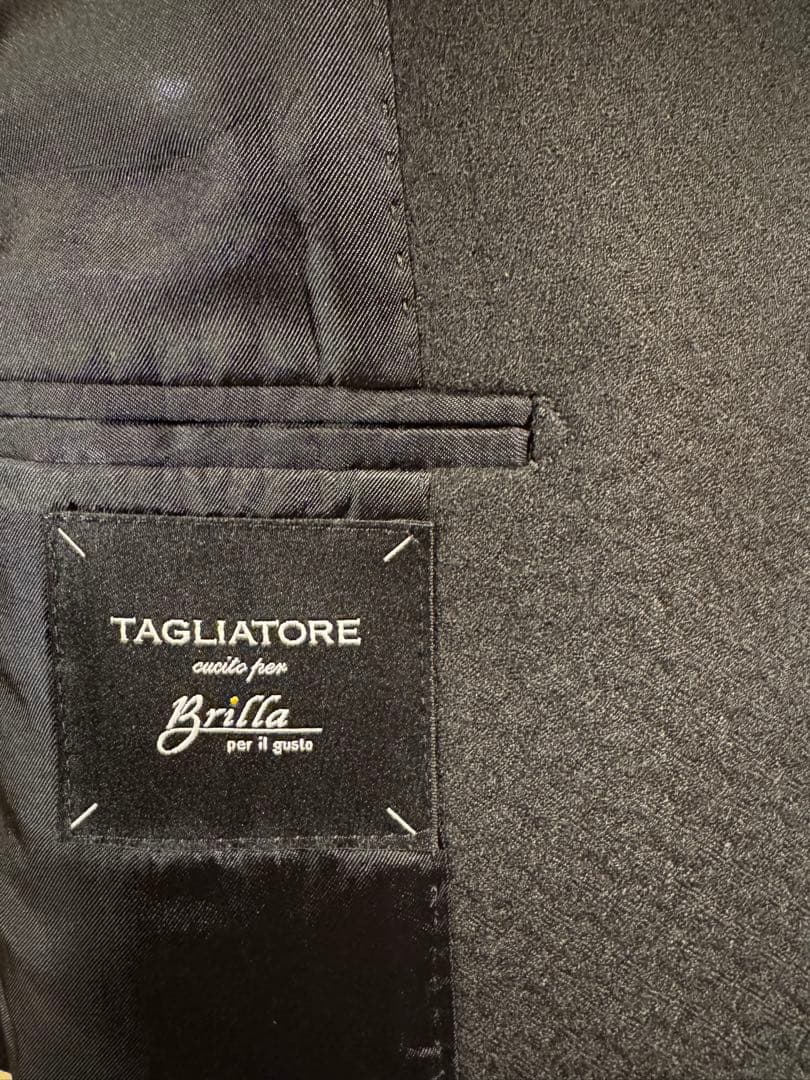 TAGLIATORE
cucito per
Brilla
per il gusto